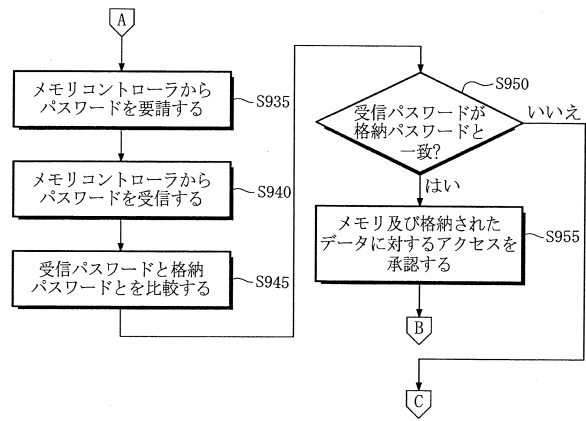 A
メモリコントローラから
パスワードを要請する
S935
メモリコントローラから
パスワードを受信する
S940
受信パスワードと格納
パスワードとを比較する
S945
S950
受信パスワードが
格納パスワードと
一致?
いいえ
はい
メモリ及び格納された
データに対するアクセスを
承認する
S955
B
C